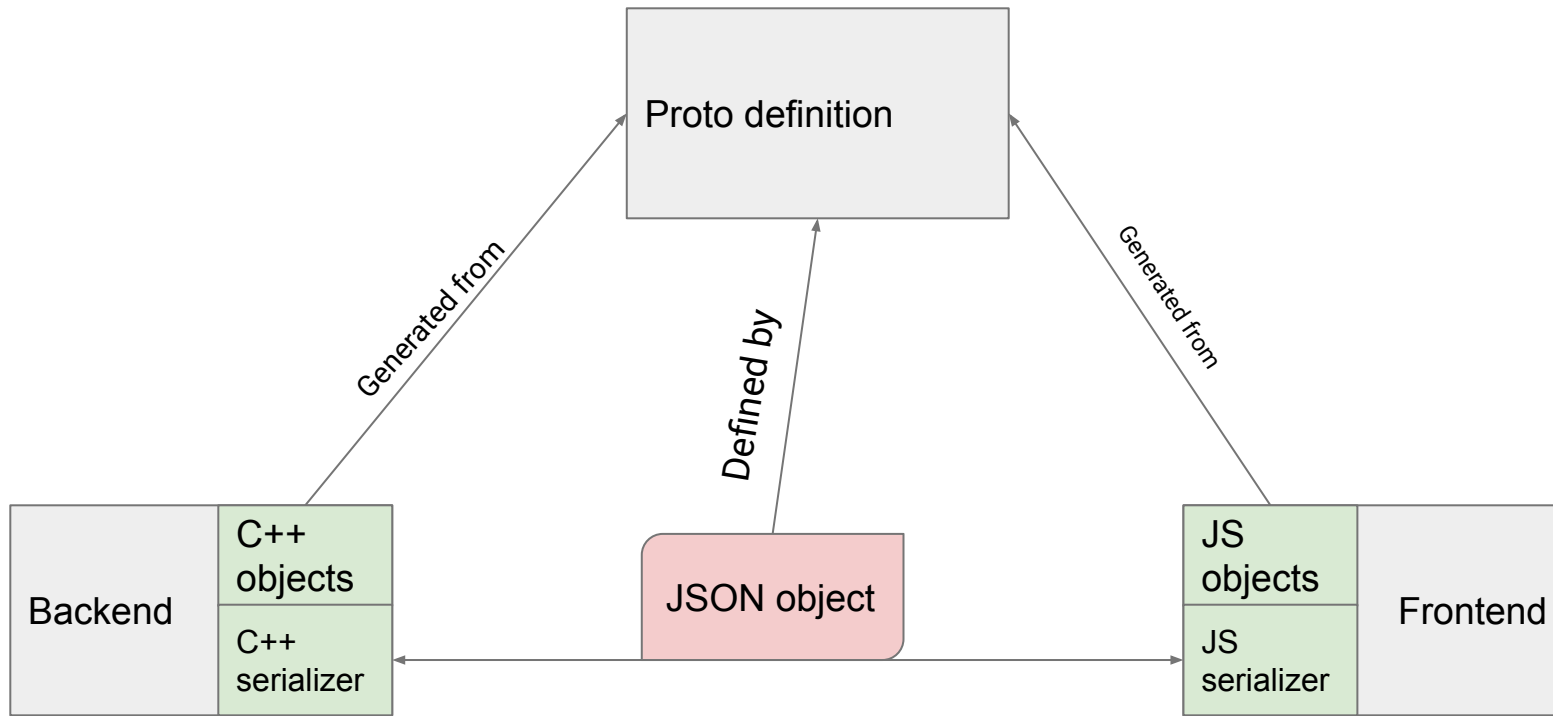 Proto definition
Generated from
Generated from
Defined by
C++
objects
JS
objects
Backend
JSON object
Frontend
C++
serializer
JS
serializer